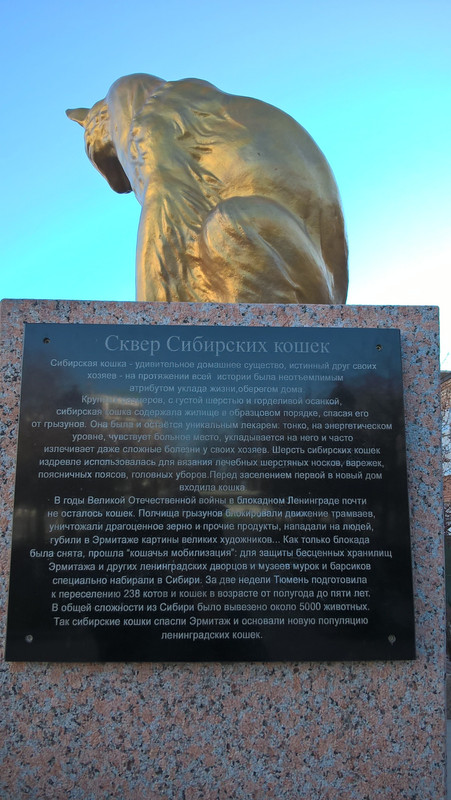 Сквер Сибирских кошек
Сибирская кошка - удивительное домашнее существо, истинный друг своих
хозяев - на протяжении всей истории была неотъемлимым
атрибутом уклада жизни,оберегом дома.
размеров, с густой шерстью и горделивой осанкой,
сибирская кошка содержала жилище в образцовом порядке, спасая его
от грызунов. Она была и остаётся уникальным лекарем: тонко, на энергетическом
уровне, чувствует больное место, укладывается на него и часто
излечивает даже сложные болезни у своих хозяев. Шерсть сибирских кошек
издревле использовалась для вязания лечебных шерстяных носков, варежек,
поясничных поясов, головных уборов.Перед заселением первой в новый дом
входила кошка.
В годы Великой Отечественной войны в блокадном Ленинграде почти
не осталось кошек. Полчища грызунов блокировали движение трамваев,
уничтожали драгоценное зерно и прочие продукты, нападали на людей,
губили в Эрмитаже картины великих художников... Как только блокада
была снята, прошла "кошачья мобилизация": для защиты бесценных хранилищ
Эрмитажа и других ленинградских дворцов и музеев мурок и барсиков
специально набирали в Сибири. За две недели Тюмень подготовила
к переселению 238 котов и кошек в возрасте от полугода до пяти лет.
В общей сложности из Сибири было вывезено около 5000 животных.
Так сибирские кошки спасли Эрмитаж и основали новую популяцию
ленинградских кошек.